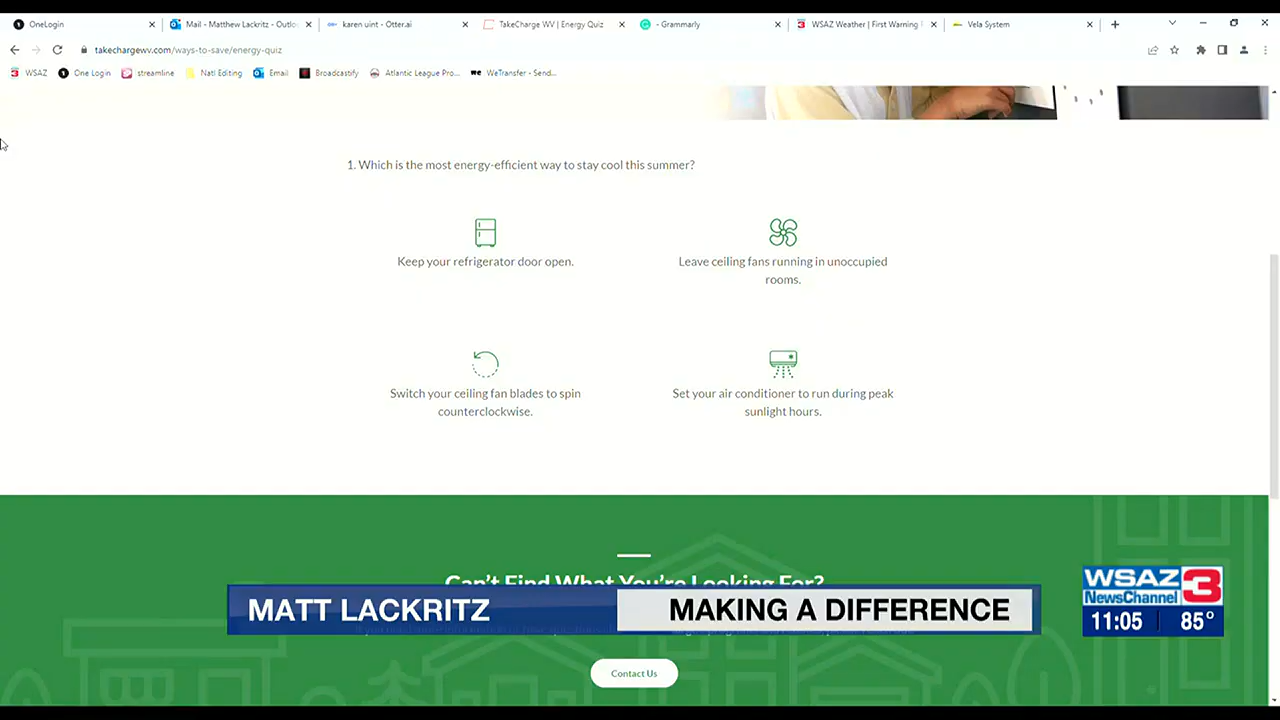 OneLogin
Mail - Matthew Lackritz - Outlo
karen uint - Otter.ai
TakeCharge WV | Energy Quiz
- Grammarly
WSAZ Weather | First Warning
Vela System
takechargewv.com/ways-to-save/energy-quiz
WSAZ
One Login
streamline
Natl Editing
Email
Broadcastify
Atlantic League Pro...
WeTransfer - Send...
1. Which is the most energy-efficient way to stay cool this summer?
Keep your refrigerator door open.
Leave ceiling fans running in unoccupied
rooms.
Switch your ceiling fan blades to spin
counterclockwise.
Set your air conditioner to run during peak
sunlight hours.
Can't Find What You're Looking For?
MATT LACKRITZ
MAKING A DIFFERENCE
WSAZ 3
NewsChannel
11:05 85°
Contact Us